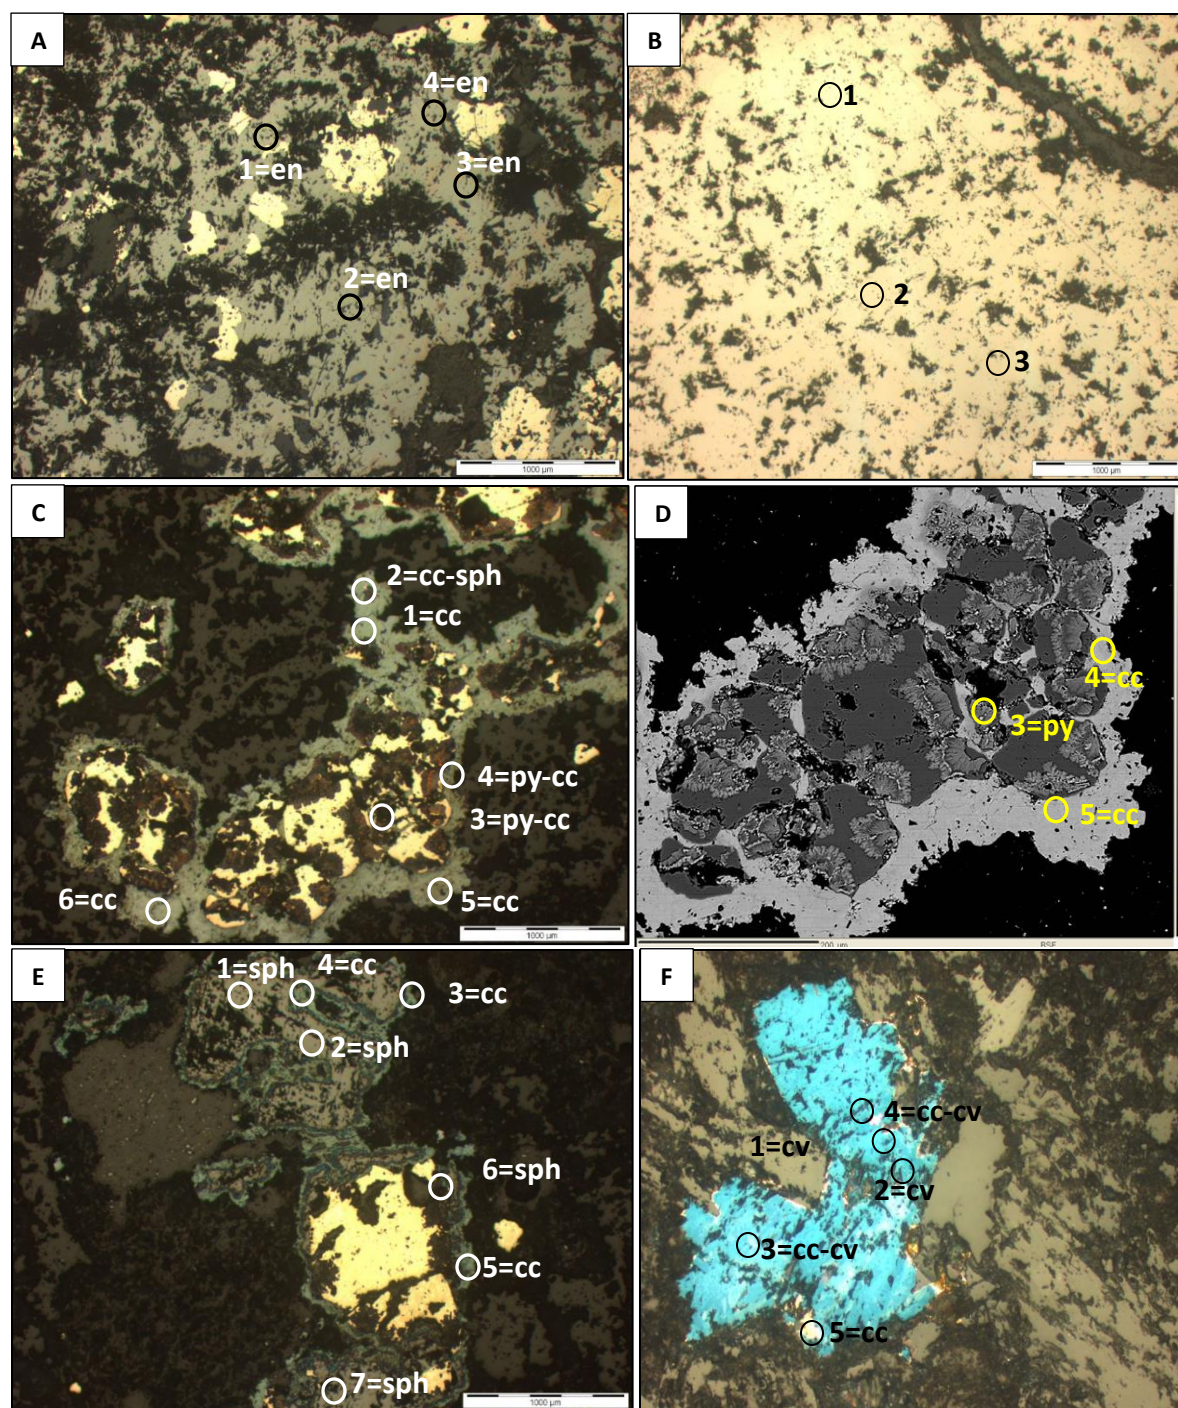 A
4=en
1=en
3=en
2=en
1000 µm
B
1
2
3
1000 µm
C
2=cc-sph
1=cc
4=py-cc
3=py-cc
6=cc
5=cc
1000 µm
D
4=cc
3=py
5=cc
200 µm
BSE
E
1=sph
4=cc
3=cc
2=sph
6=sph
5=cc
7=sph
1000 µm
F
4=cc-cv
1=cv
2=cv
3=cc-cv
5=cc